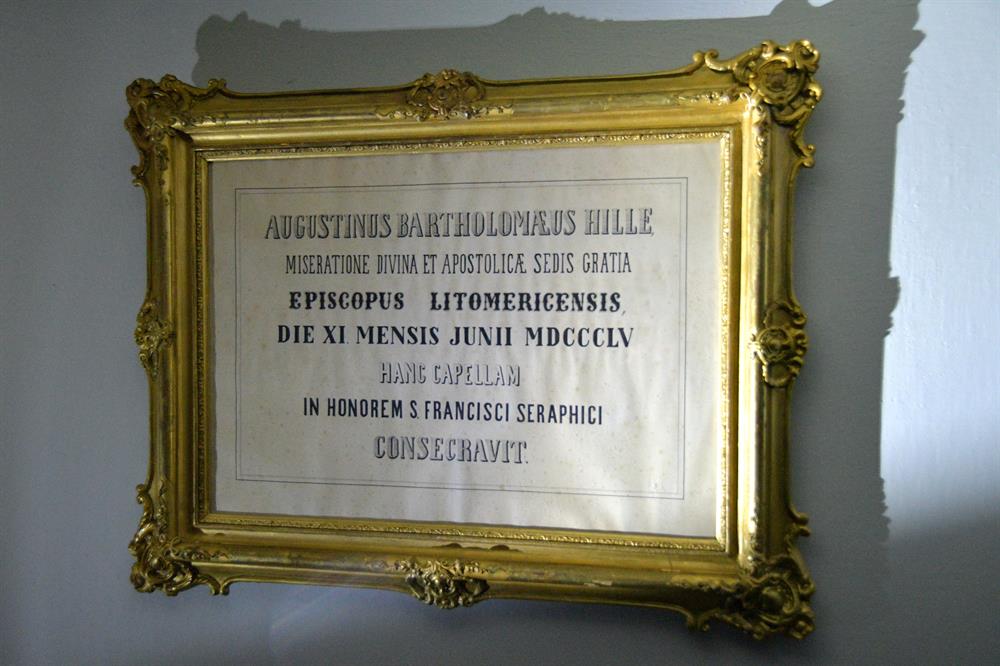 AUGUSTINUS BARTHOLOMÆUS HILLE,
MISERATIONE DIVINA ET APOSTOLICÆ SEDIS GRATIA
EPISCOPUS LITOMERICENSIS,
DIE XI. MENSIS JUNII MDCCCLV
HANC CAPELLAM
IN HONOREM S. FRANCISCI SERAPHICI
CONSECRAVIT.